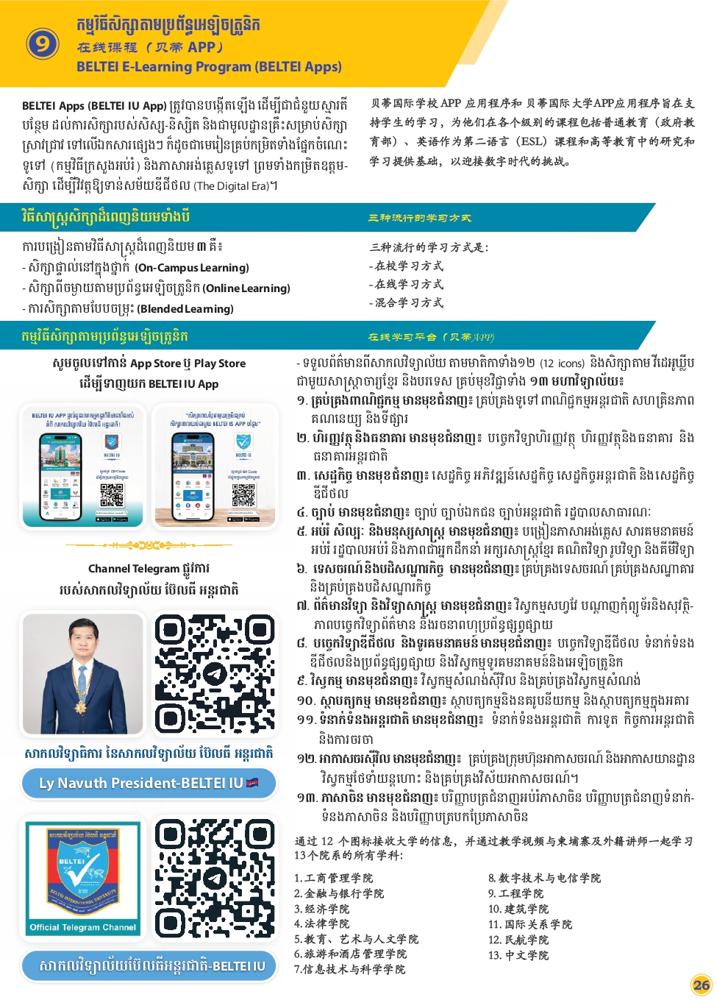 9
កម្មវិធីសិក្សាតាមប្រព័ន្ធអេឡិចត្រូនិក
在线课程（贝蒂 APP）
BELTEI E-Learning Program (BELTEI Apps)
BELTEI Apps (BELTEI IU App) ត្រូវបានបង្កើតឡើង ដើម្បីជាជំនួយស្មារតី
បន្ថែម ដល់ការសិក្សារបស់សិស្ស-និស្សិត និងជាមូលដ្ឋានគ្រឹះសម្រាប់សិក្សា
ស្រាវជ្រាវ ទៅលើឯកសារផ្សេងៗ ក៏ដូចជាមេរៀនគ្រប់កម្រិតទាំងផ្នែកចំណេះ
ទូទៅ (កម្មវិធីក្រសួងអប់រំ) និងភាសាអង់គ្លេសទូទៅ ព្រមទាំងកម្រិតឧត្តម-
សិក្សា ដើម្បីវិវត្តឱ្យទាន់សម័យឌីជីថល (The Digital Era)។
贝蒂国际学校 APP 应用程序和 贝蒂国际大学APP应用程序旨在支
持学生的学习，为他们在各个级别的课程包括普通教育（政府教
育部）、英语作为第二语言（ESL）课程和高等教育中的研究和
学习提供基础，以迎接数字时代的挑战。
វិធីសាស្ត្រសិក្សាដ៏ពេញនិយមទាំងបី
三种流行的学习方式
ការបង្រៀនតាមវិធីសាស្ត្រដ៏ពេញនិយម ៣ គឺ៖
- សិក្សាផ្ទាល់នៅក្នុងថ្នាក់ (On-Campus Learning)
- សិក្សាពីចម្ងាយតាមប្រព័ន្ធអេឡិចត្រូនិក (Online Learning)
- ការសិក្សាតាមបែបចម្រុះ (Blended Learning)
三种流行的学习方式是：
-在校学习方式
-在线学习方式
-混合学习方式
កម្មវិធីសិក្សាតាមប្រព័ន្ធអេឡិចត្រូនិក
在线学习平台（贝蒂APP）
សូមចូលទៅកាន់ App Store ឬ Play Store
ដើម្បីទាញយក BELTEI IU App
Channel Telegram ផ្លូវការ
របស់សាកលវិទ្យាល័យ ប៊ែលធី អន្តរជាតិ
សាកលវិទ្យាធិការ នៃសាកលវិទ្យាល័យ ប៊ែលធី អន្តរជាតិ
Ly Navuth President-BELTEI IU
BELTEI
Official Telegram Channel
សាកលវិទ្យាល័យប៊ែលធីអន្តរជាតិ-BELTEI IU
- ទទួលព័ត៌មានពីសាកលវិទ្យាល័យ តាមមាតិកាទាំង១២ (12 icons) និងសិក្សាតាម វីដេអូឃ្លីប
ជាមួយសាស្ត្រាចារ្យខ្មែរ និងបរទេស គ្រប់មុខវិជ្ជាទាំង ១៣ មហាវិទ្យាល័យ៖
១. គ្រប់គ្រងពាណិជ្ជកម្ម មានមុខជំនាញ៖ គ្រប់គ្រងទូទៅ ពាណិជ្ជកម្មអន្តរជាតិ សហគ្រិនភាព
គណនេយ្យ និងទីផ្សារ
២. ហិរញ្ញវត្ថុ និងធនាគារ មានមុខជំនាញ៖ បច្ចេកវិទ្យាហិរញ្ញវត្ថុ ហិរញ្ញវត្ថុនិងធនាគារ និង
ធនាគារអន្តរជាតិ
៣. សេដ្ឋកិច្ច មានមុខជំនាញ៖ សេដ្ឋកិច្ច អភិវឌ្ឍន៍សេដ្ឋកិច្ច សេដ្ឋកិច្ចអន្តរជាតិ និងសេដ្ឋកិច្ច
ឌីជីថល
៤. ច្បាប់ មានមុខជំនាញ៖ ច្បាប់ ច្បាប់ឯកជន ច្បាប់អន្តរជាតិ រដ្ឋបាលសាធារណៈ
៥. អប់រំ សិល្បៈ និងមនុស្សសាស្ត្រ មានមុខជំនាញ៖ បង្រៀនភាសាអង់គ្លេស សារគមនាគមន៍
អប់រំ រដ្ឋបាលអប់រំ និងភាពជាអ្នកដឹកនាំ អក្សរសាស្ត្រខ្មែរ គណិតវិទ្យា រូបវិទ្យា និងគីមីវិទ្យា
៦. ទេសចរណ៍ និងបដិសណ្ឋារកិច្ច មានមុខជំនាញ៖ គ្រប់គ្រងទេសចរណ៍ គ្រប់គ្រងសណ្ឋាគារ
និងគ្រប់គ្រងបដិសណ្ឋារកិច្ច
៧. ព័ត៌មានវិទ្យា និងវិទ្យាសាស្ត្រ មានមុខជំនាញ៖ វិស្វកម្មសហ្វវែរ បណ្តាញកុំព្យូទ័រនិងសុវត្ថិ-
ភាពបច្ចេកវិទ្យាព័ត៌មាន និងរចនាពហុប្រព័ន្ធផ្សព្វផ្សាយ
៨. បច្ចេកវិទ្យាឌីជីថល និងទូរគមនាគមន៍ មានមុខជំនាញ៖ បច្ចេកវិទ្យាឌីជីថល ទំនាក់ទំនង
ឌីជីថលនិងប្រព័ន្ធផ្សព្វផ្សាយ និងវិស្វកម្មទូរគមនាគមន៍និងអេឡិចត្រូនិក
៩. វិស្វកម្ម មានមុខជំនាញ៖ វិស្វកម្មសំណង់ស៊ីវិល និងគ្រប់គ្រងវិស្វកម្មសំណង់
១០. ស្ថាបត្យកម្ម មានមុខជំនាញ៖ ស្ថាបត្យកម្មនិងនគរូបនីយកម្ម និងស្ថាបត្យកម្មក្នុងអគារ
១១. ទំនាក់ទំនងអន្តរជាតិ មានមុខជំនាញ៖ ទំនាក់ទំនងអន្តរជាតិ ការទូត កិច្ចការអន្តរជាតិ
និងការចរចា
១២. អាកាសចរស៊ីវិល មានមុខជំនាញ៖ គ្រប់គ្រងក្រុមហ៊ុនអាកាសចរណ៍ និងអាកាសយានដ្ឋាន
វិស្វកម្មថែទាំយន្តហោះ និងគ្រប់គ្រងវិស័យអាកាសចរណ៍។
១៣. ភាសាចិន មានមុខជំនាញ៖ បរិញ្ញាបត្រជំនាញអប់រំភាសាចិន បរិញ្ញាបត្រជំនាញទំនាក់-
ទំនងភាសាចិន និងបរិញ្ញាបត្របកប្រែភាសាចិន
通过 12 个图标接收大学的信息，并通过教学视频与柬埔寨及外籍讲师一起学习
13个院系的所有学科：
1.工商管理学院
2.金融与银行学院
3.经济学院
4.法律学院
5.教育、艺术与人文学院
6.旅游和酒店管理学院
7.信息技术与科学学院
8.数字技术与电信学院
9.工程学院
10.建筑学院
11.国际关系学院
12.民航学院
13.中文学院
26